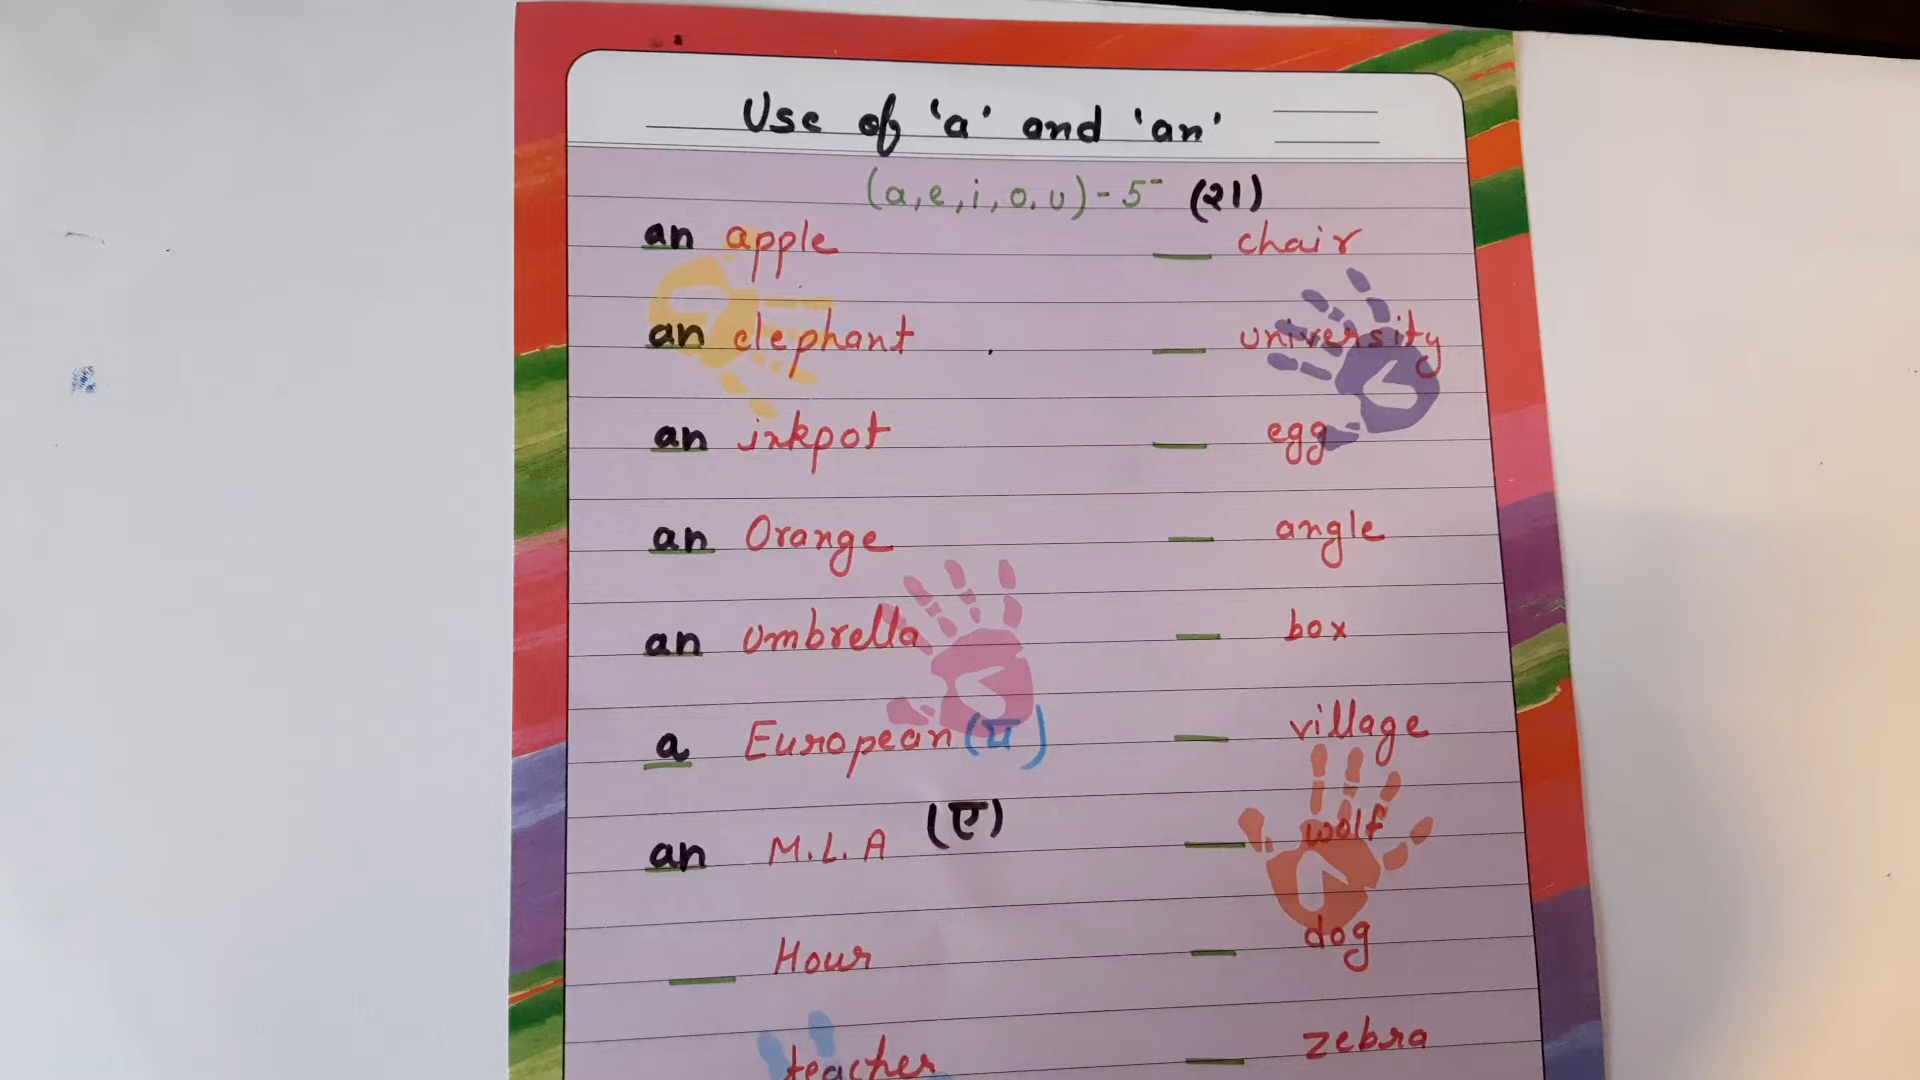 Use of 'a' and 'an'
(a, e, i, o, u) - 5 (21)
an apple
an elephant
an inkpot
an Orange
an umbrella
a European (य)
an M.L.A (ए)
Hour
teacher
chair
university
egg
angle
box
village
wolf
dog
zebra